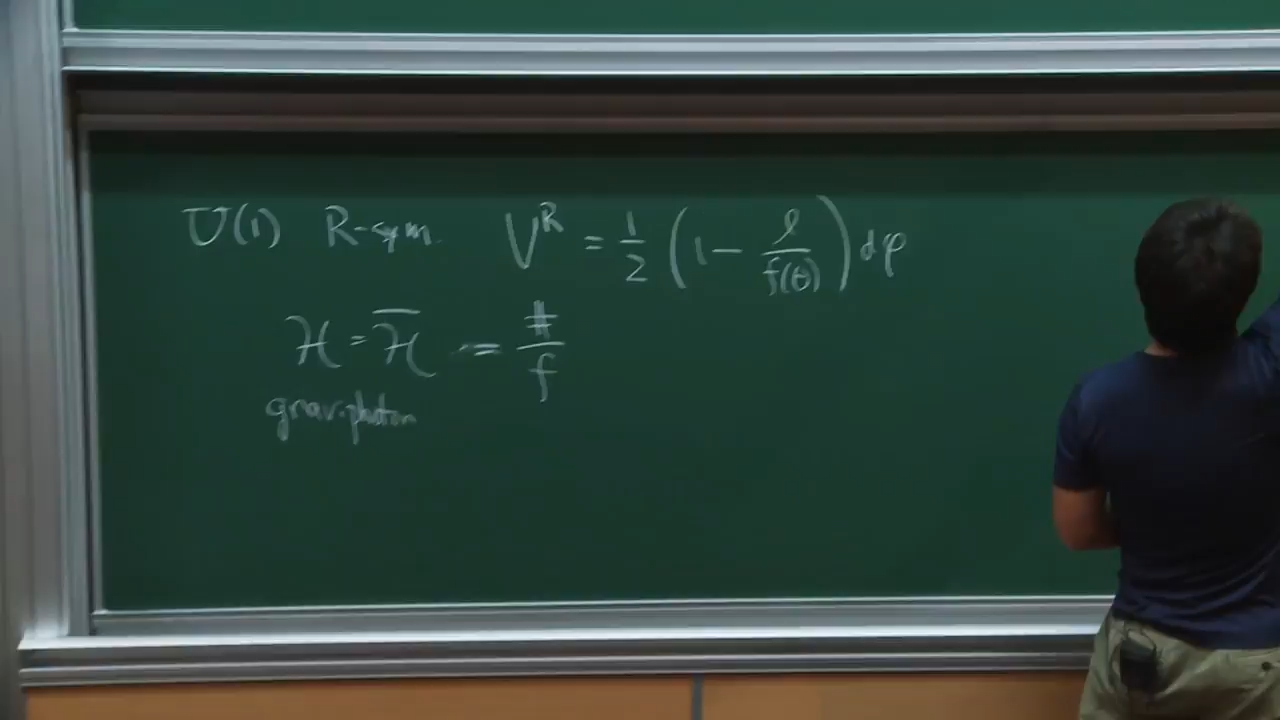 U(1) R-sym. V^R = 1/2 (1 - ℓ/f(θ)) dφ
ℋ = ℋ̅ = #/f
grav.photon